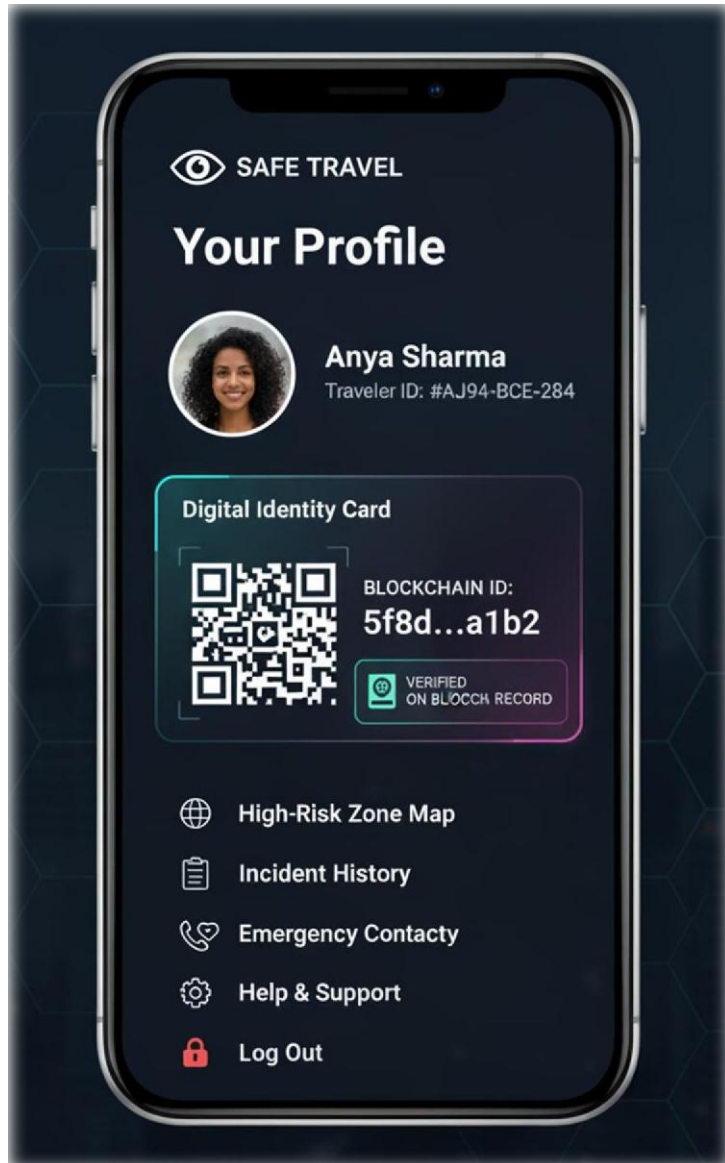 SAFE TRAVEL
Your Profile
Anya Sharma
Traveler ID: #AJ94-BCE-284
Digital Identity Card
BLOCKCHAIN ID:
5f8d...a1b2
VERIFIED
ON BLOCCH RECORD
High-Risk Zone Map
Incident History
Emergency Contacty
Help & Support
Log Out